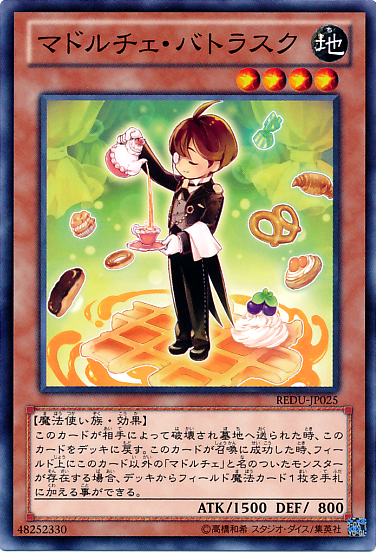 マドルチェ・バトラスク
地
REDU-JP025
【魔法使い族・効果】
このカードが相手によって破壊され墓地へ送られた時、この
カードをデッキに戻す。このカードが召喚に成功した時、フィー
ルド上にこのカード以外の「マドルチェ」と名のついたモンスター
が存在する場合、デッキからフィールド魔法カード１枚を手札
に加える事ができる。
ATK/1500 DEF/ 800
48252330
©高橋和希 スタジオ・ダイス/集英社